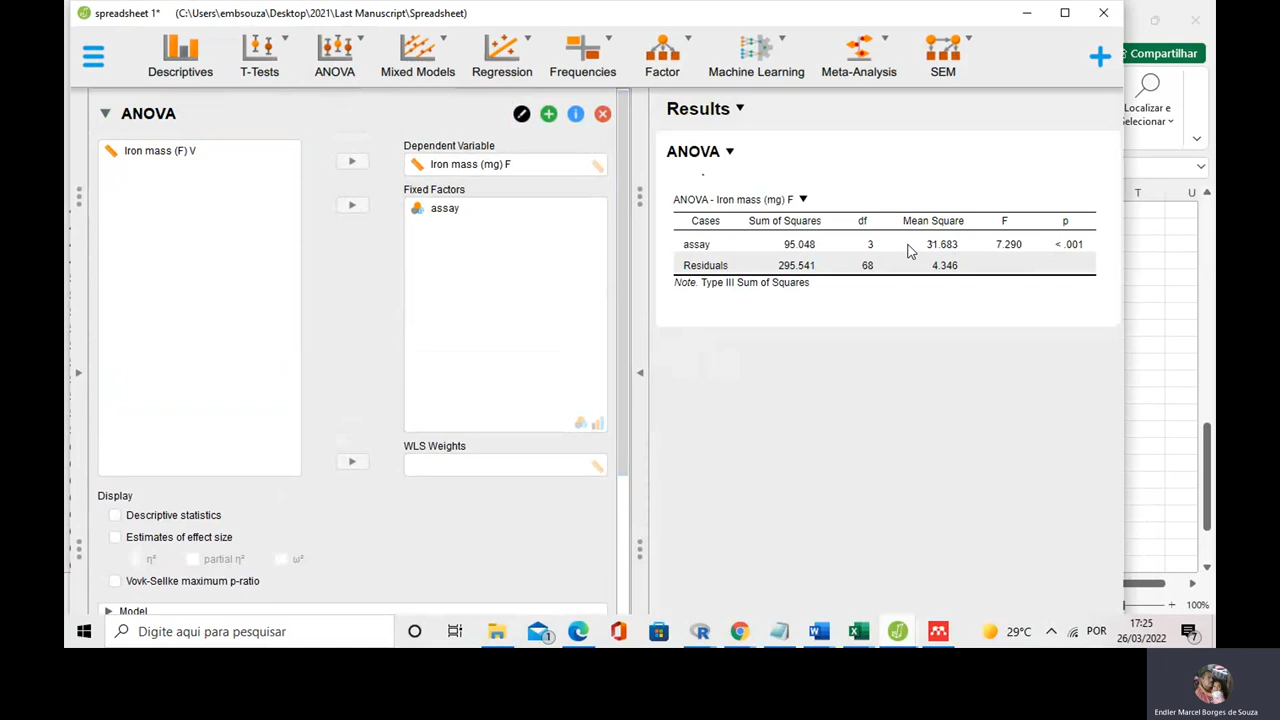 spreadsheet 1* (C:\Users\embsouza\Desktop\2021\Last Manuscript\Spreadsheet)
Compartilhar
Descriptives T-Tests ANOVA Mixed Models Regression Frequencies Factor Machine Learning Meta-Analysis SEM
Localizar e
Selecionar
ANOVA
Iron mass (F) V
Dependent Variable
Iron mass (mg) F
Fixed Factors
assay
WLS Weights
Display
Descriptive statistics
Estimates of effect size
η² partial η² ω²
Vovk-Sellke maximum p-ratio
Model
Results
ANOVA
ANOVA - Iron mass (mg) F
Cases Sum of Squares df Mean Square F p
assay 95.048 3 31.683 7.290 < .001
Residuals 295.541 68 4.346
Note. Type III Sum of Squares
T U
100%
Digite aqui para pesquisar
1
29°C
POR
17:25
26/03/2022
7
Endler Marcel Borges de Souza